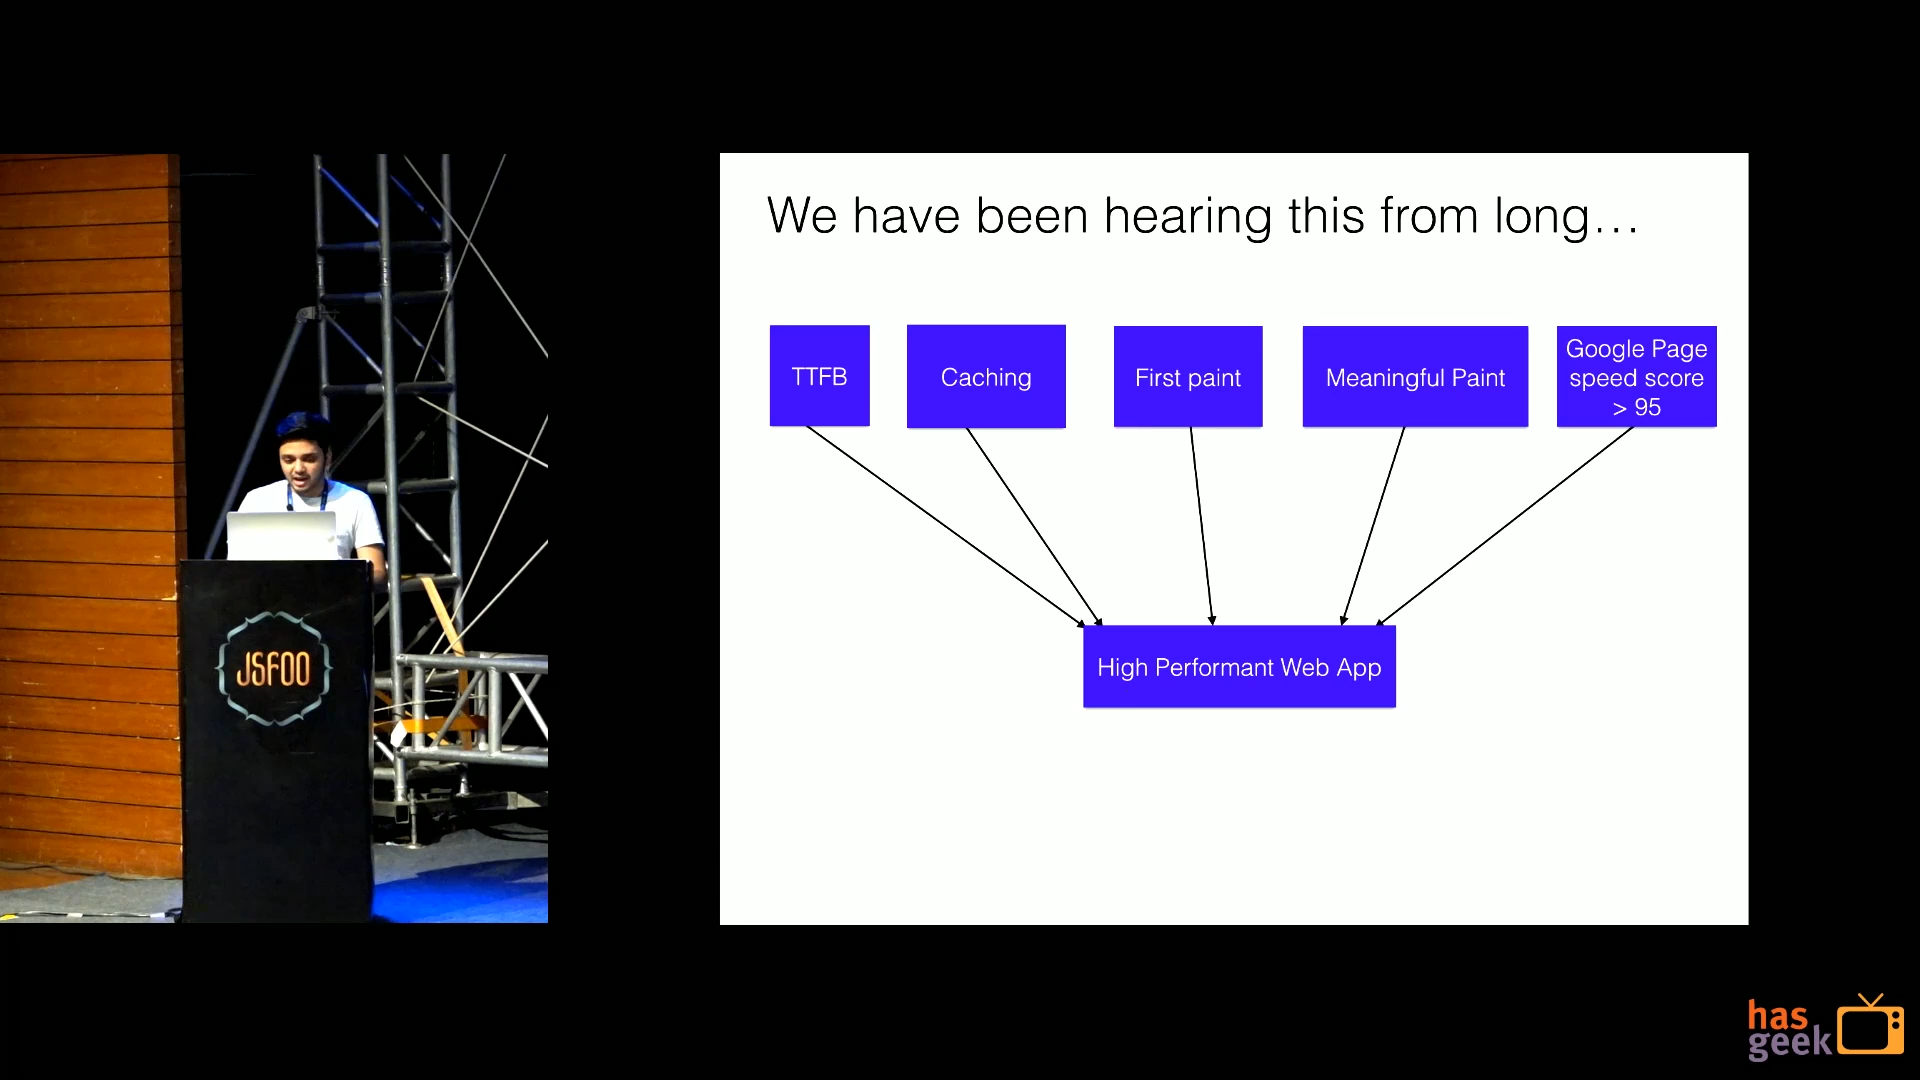 We have been hearing this from long...
TTFB
Caching
First paint
Meaningful Paint
Google Page
speed score
> 95
High Performant Web App
JSFOO
has
geek